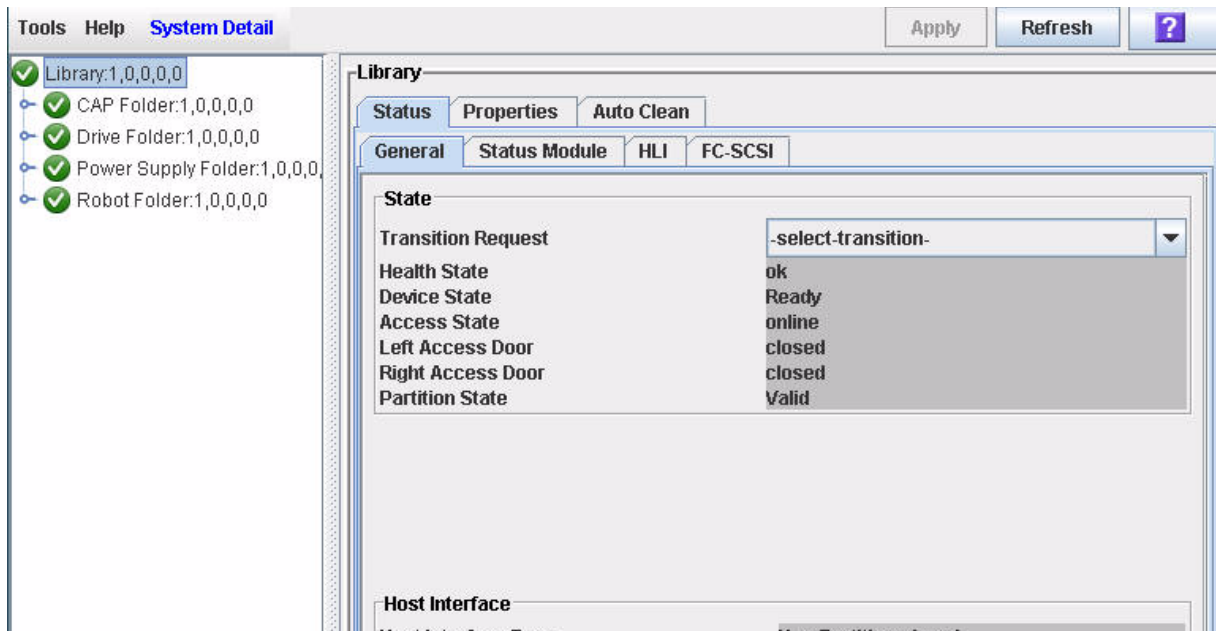 Tools Help System Detail Apply Refresh ?
Library:1,0,0,0,0
CAP Folder:1,0,0,0,0
Drive Folder:1,0,0,0,0
Power Supply Folder:1,0,0,0,
Robot Folder:1,0,0,0,0
Library
Status Properties Auto Clean
General Status Module HLI FC-SCSI
State
Transition Request -select-transition-
Health State ok
Device State Ready
Access State online
Left Access Door closed
Right Access Door closed
Partition State Valid
Host Interface